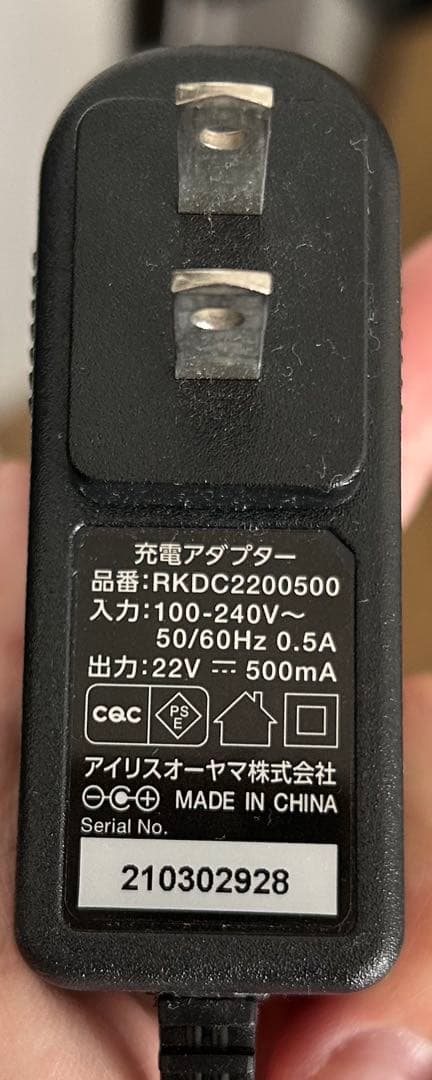 充電アダプター
品番:RKDC2200500
入力:100-240V～
50/60Hz 0.5A
出力:22V ⎓ 500mA
CQC PSE
アイリスオーヤマ株式会社
MADE IN CHINA
Serial No.
210302928